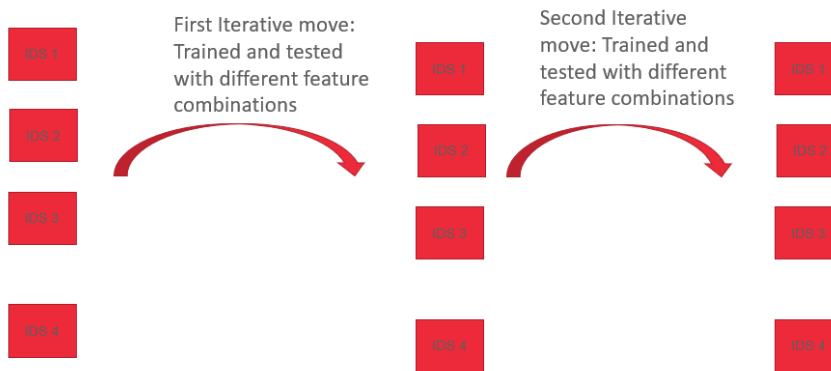 First Iterative move:
Trained and tested
with different feature
combinations
Second Iterative
move: Trained and
tested with different
feature combinations
IDS 1
IDS 2
IDS 3
IDS 4
IDS 1
IDS 2
IDS 3
IDS 4
IDS 1
IDS 2
IDS 3
IDS 4